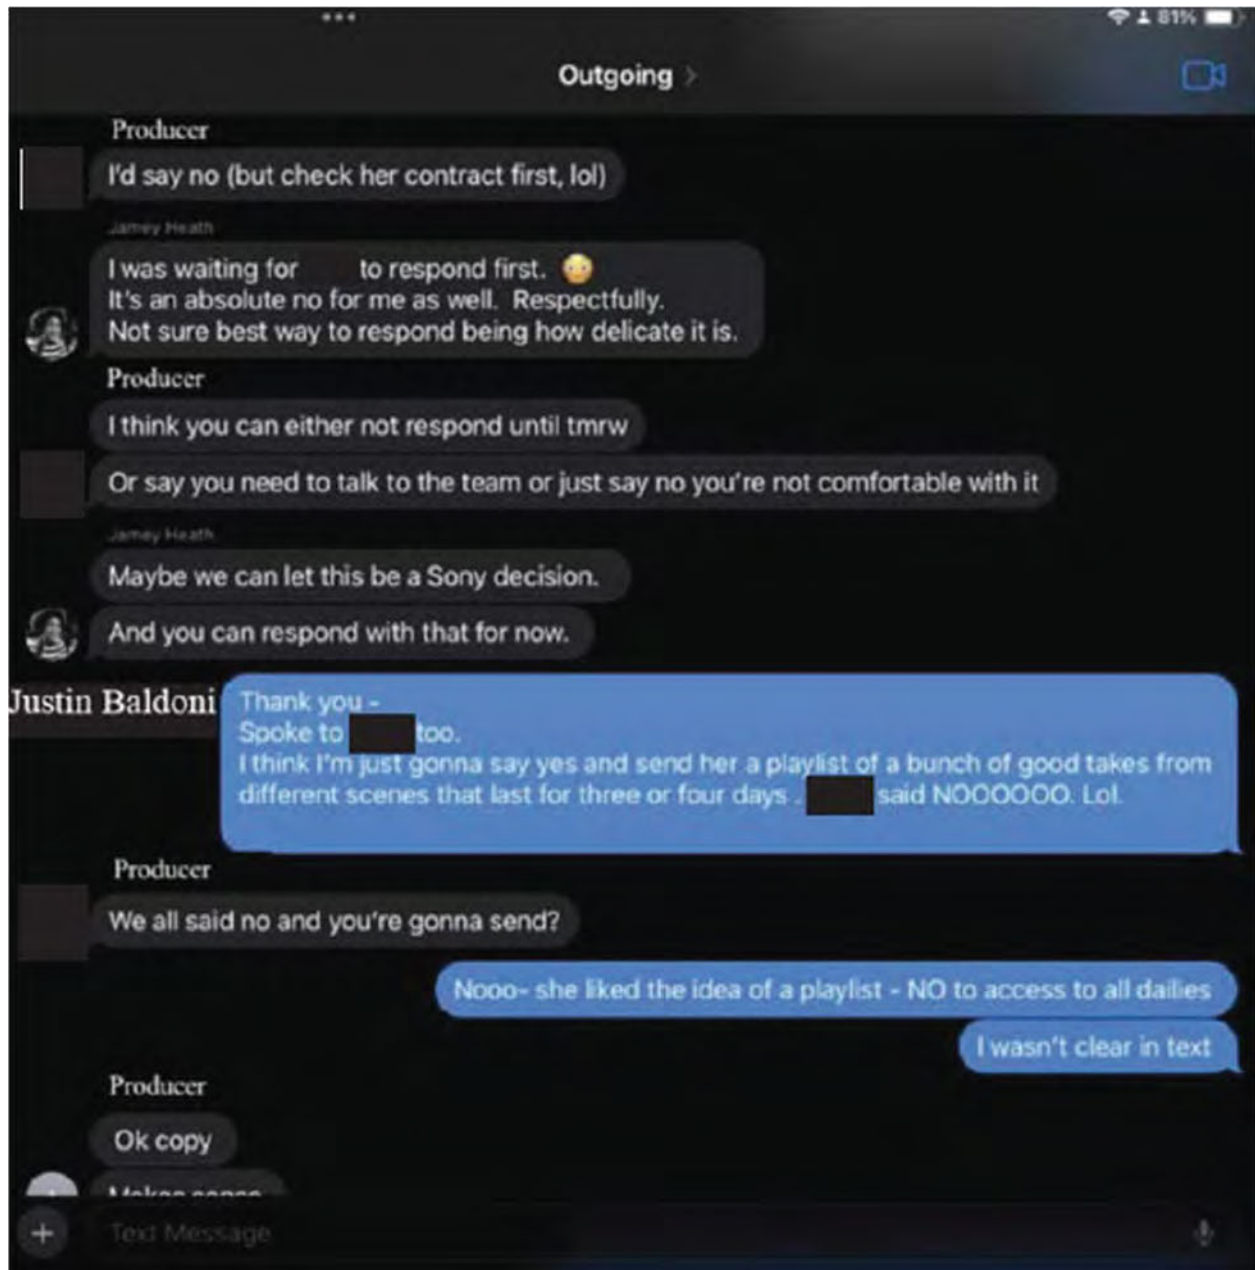 81%
Outgoing >
Producer
I'd say no (but check her contract first, lol)
Jamey Heath
I was waiting for to respond first. 😳
It's an absolute no for me as well. Respectfully.
Not sure best way to respond being how delicate it is.
Producer
I think you can either not respond until tmrw
Or say you need to talk to the team or just say no you're not comfortable with it
Jamey Heath
Maybe we can let this be a Sony decision.
And you can respond with that for now.
Justin Baldoni
Thank you -
Spoke to too.
I think I'm just gonna say yes and send her a playlist of a bunch of good takes from
different scenes that last for three or four days . said NOOOOOO. Lol.
Producer
We all said no and you're gonna send?
Nooo- she liked the idea of a playlist - NO to access to all dailies
I wasn't clear in text
Producer
Ok copy
Makes sense
Text Message